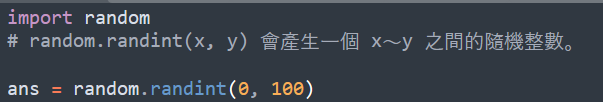 import random
# random.randint(x, y) 會產生一個 x～y 之間的隨機整數。
ans = random.randint(0, 100)